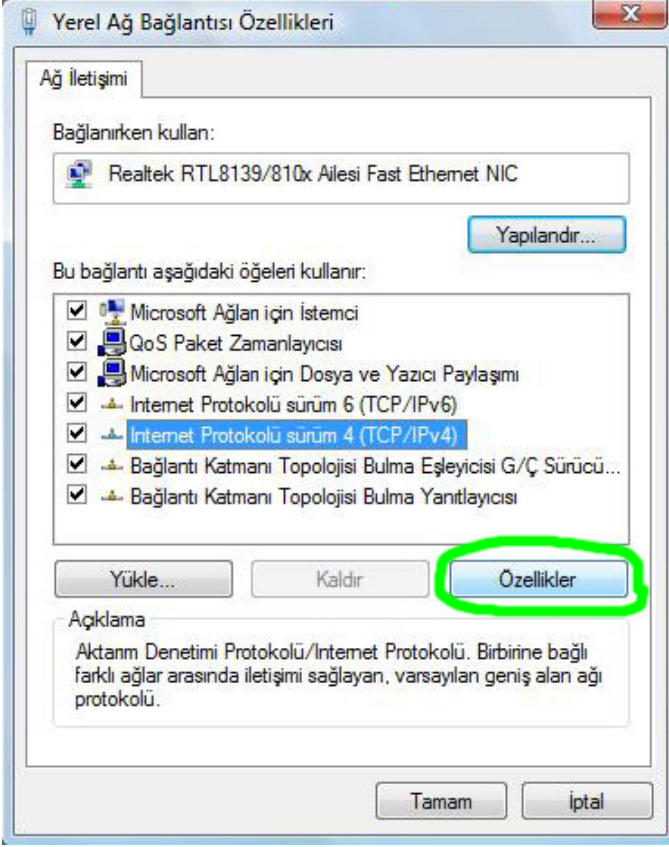 Yerel Ağ Bağlantısı Özellikleri
Ağ İletişimi
Bağlanırken kullan:
Realtek RTL8139/810x Ailesi Fast Ethernet NIC
Yapılandır...
Bu bağlantı aşağıdaki öğeleri kullanır:
Microsoft Ağları için İstemci
QoS Paket Zamanlayıcısı
Microsoft Ağları için Dosya ve Yazıcı Paylaşımı
Internet Protokolü sürüm 6 (TCP/IPv6)
Internet Protokolü sürüm 4 (TCP/IPv4)
Bağlantı Katmanı Topolojisi Bulma Eşleyicisi G/Ç Sürücü...
Bağlantı Katmanı Topolojisi Bulma Yanıtlayıcısı
Yükle... Kaldır Özellikler
Açıklama
Aktarım Denetimi Protokolü/Internet Protokolü. Birbirine bağlı
farklı ağlar arasında iletişimi sağlayan, varsayılan geniş alan ağı
protokolü.
Tamam İptal